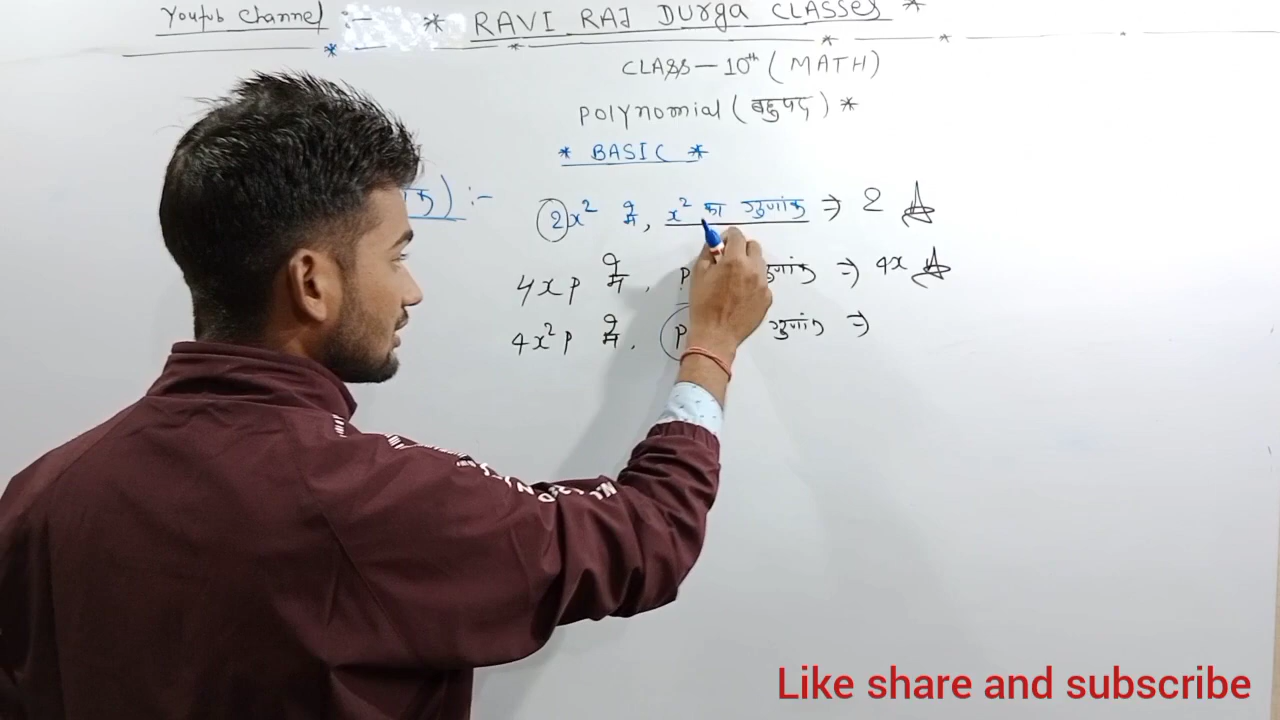 Youtub Channel :- * RAVI RAJ DURGA CLASSES *
CLASS-10th (MATH)
POLYNOMIAL (बहुपद) *
* BASIC *
) :-
2x² में, x² का गुणांक ⇒ 2
4xp में, P गुणांक ⇒ 4x
4x²p में, P गुणांक ⇒
Like share and subscribe